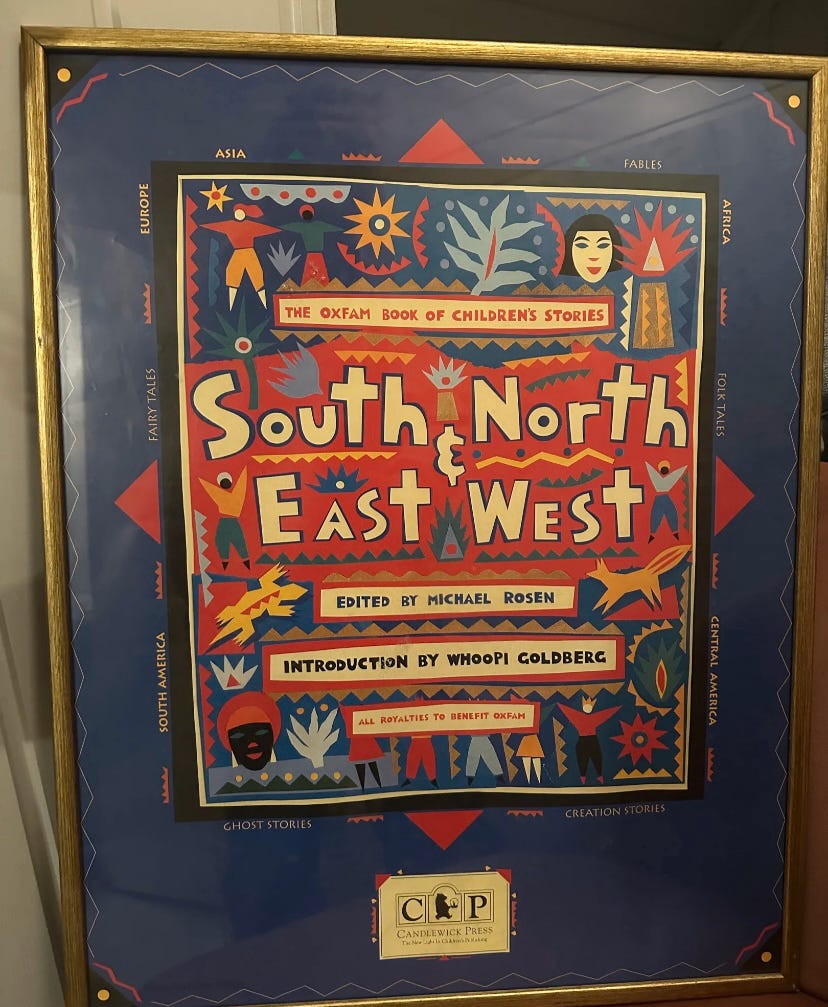 ASIA
FABLES
EUROPE
AFRICA
THE OXFAM BOOK OF CHILDREN'S STORIES
FAIRY TALES
FOLK TALES
South & North
East West
EDITED BY MICHAEL ROSEN
INTRODUCTION BY WHOOPI GOLDBERG
SOUTH AMERICA
CENTRAL AMERICA
ALL ROYALTIES TO BENEFIT OXFAM
GHOST STORIES
CREATION STORIES
C P
CANDLEWICK PRESS
The New Light In Children's Publishing